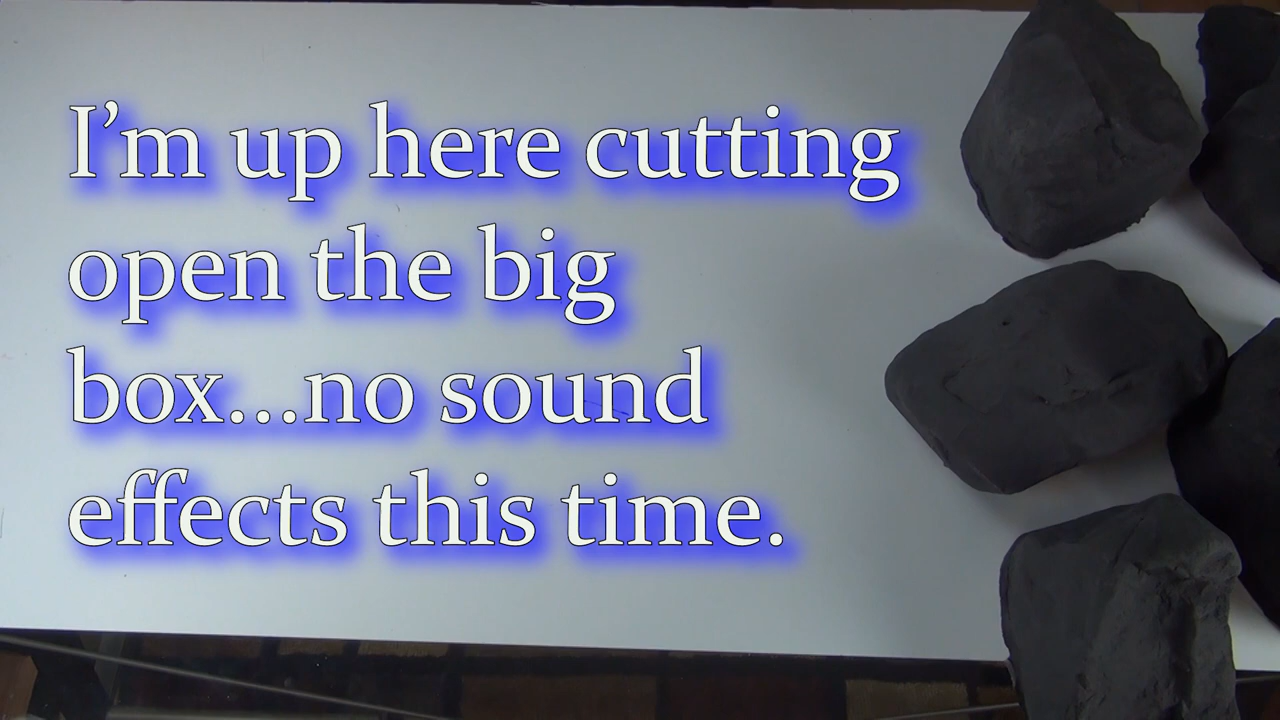 I’m up here cutting
open the big
box...no sound
effects this time.